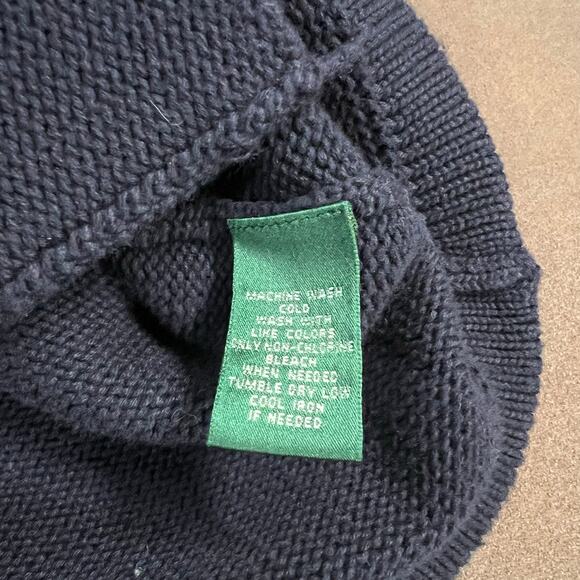 MACHINE WASH
COLD
WASH WITH
LIKE COLORS
ONLY NON-CHLORINE
BLEACH
WHEN NEEDED
TUMBLE DRY LOW
COOL IRON
IF NEEDED